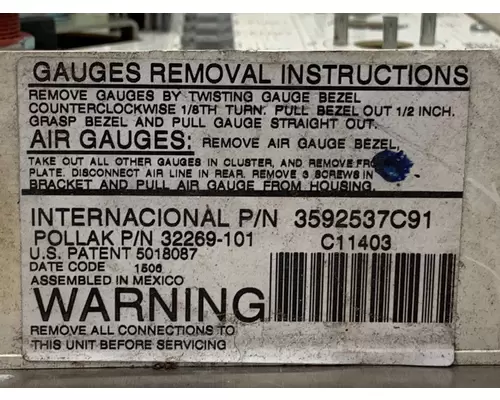 GAUGES REMOVAL INSTRUCTIONS
REMOVE GAUGES BY TWISTING GAUGE BEZEL
COUNTERCLOCKWISE 1/8TH TURN. PULL BEZEL OUT 1/2 INCH.
GRASP BEZEL AND PULL GAUGE STRAIGHT OUT.
AIR GAUGES: REMOVE AIR GAUGE BEZEL,
TAKE OUT ALL OTHER GAUGES IN CLUSTER, AND REMOVE
PLATE. DISCONNECT AIR LINE IN REAR. REMOVE 3 SCREWS IN
BRACKET AND PULL AIR GAUGE FROM HOUSING.
INTERNACIONAL P/N 3592537C91
POLLAK P/N 32269-101 C11403
U.S. PATENT 5018087
DATE CODE 1506
ASSEMBLED IN MEXICO
WARNING
REMOVE ALL CONNECTIONS TO
THIS UNIT BEFORE SERVICING